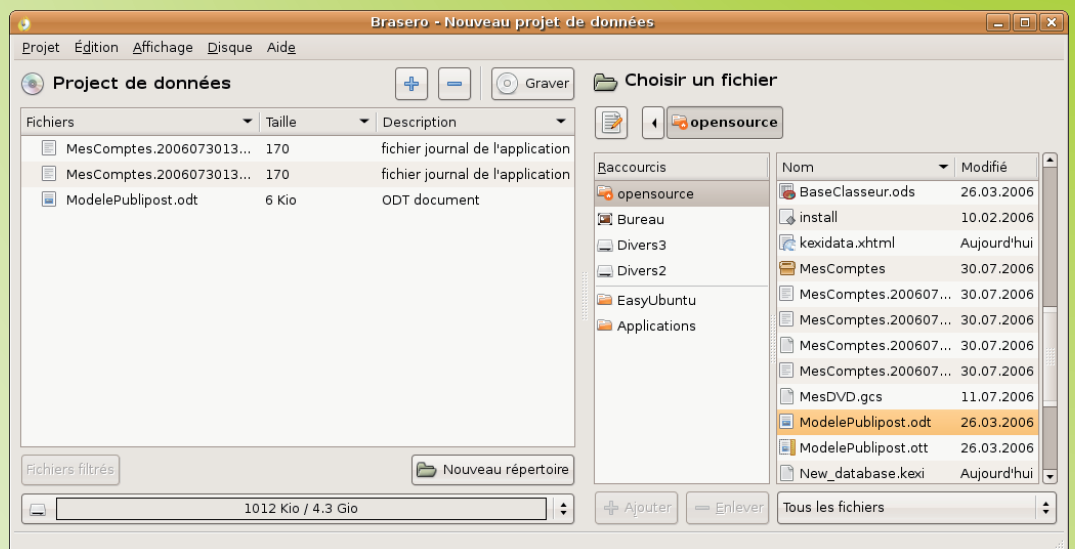 Brasero - Nouveau projet de données
Projet Édition Affichage Disque Aide
Project de données
Graver
Fichiers Taille Description
MesComptes.2006073013... 170 fichier journal de l'application
MesComptes.2006073013... 170 fichier journal de l'application
ModelePublipost.odt 6 Kio ODT document
Fichiers filtrés
Nouveau répertoire
1012 Kio / 4.3 Gio
Choisir un fichier
opensource
Raccourcis
opensource
Bureau
Divers3
Divers2
EasyUbuntu
Applications
Nom Modifié
BaseClasseur.ods 26.03.2006
install 10.02.2006
kexidata.xhtml Aujourd'hui
MesComptes 30.07.2006
MesComptes.200607... 30.07.2006
MesComptes.200607... 30.07.2006
MesComptes.200607... 30.07.2006
MesComptes.200607... 30.07.2006
MesDVD.gcs 11.07.2006
ModelePublipost.odt 26.03.2006
ModelePublipost.ott 26.03.2006
New_database.kexi Aujourd'hui
Ajouter
Enlever
Tous les fichiers